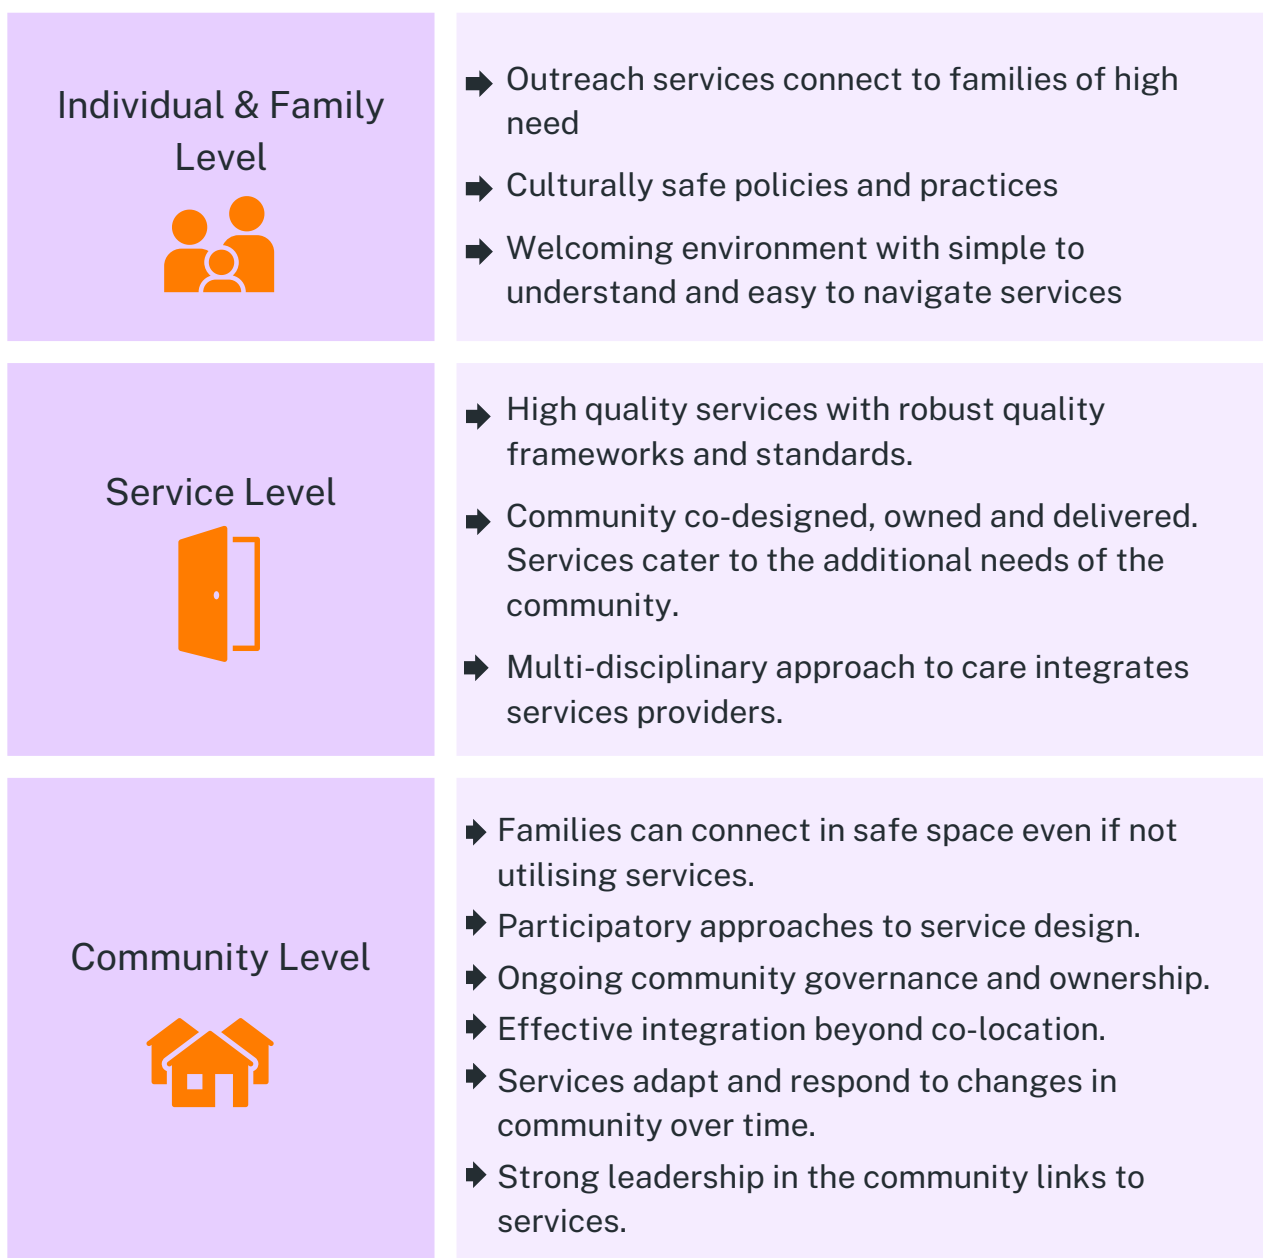 Individual & Family
Level
Outreach services connect to families of high
need
Culturally safe policies and practices
Welcoming environment with simple to
understand and easy to navigate services
Service Level
High quality services with robust quality
frameworks and standards.
Community co-designed, owned and delivered.
Services cater to the additional needs of the
community.
Multi-disciplinary approach to care integrates
services providers.
Community Level
Families can connect in safe space even if not
utilising services.
Participatory approaches to service design.
Ongoing community governance and ownership.
Effective integration beyond co-location.
Services adapt and respond to changes in
community over time.
Strong leadership in the community links to
services.